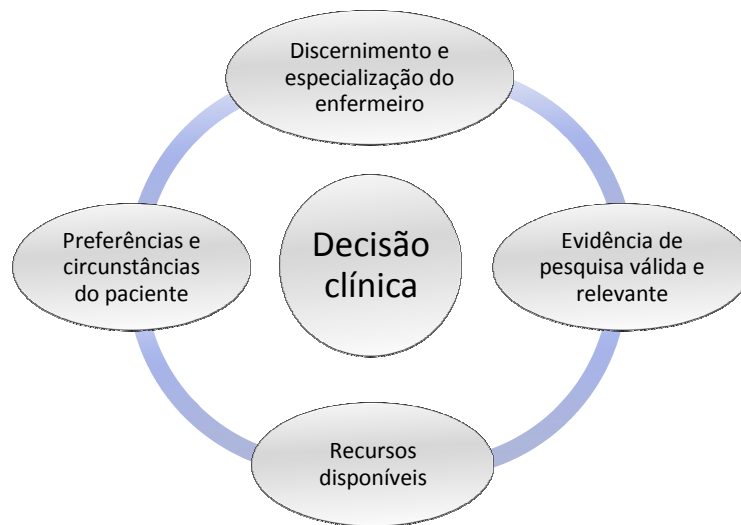 Discernimento e
especialização do
enfermeiro
Preferências e
circunstâncias
do paciente
Decisão
clínica
Evidência de
pesquisa válida e
relevante
Recursos
disponíveis